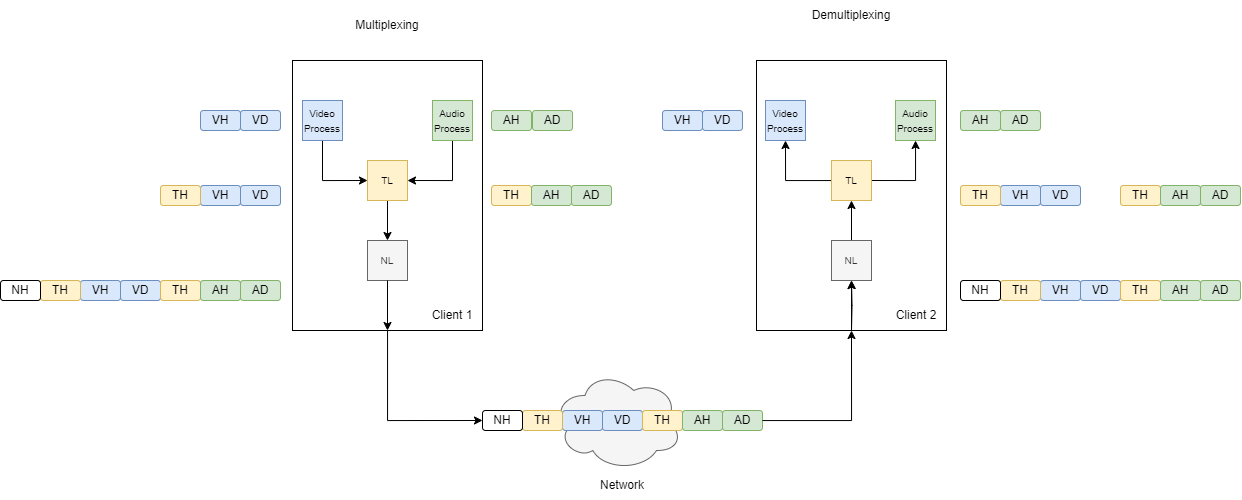 Multiplexing
Demultiplexing
VH VD
Video
Process
Audio
Process
AH AD
VH VD
Video
Process
Audio
Process
AH AD
TH VH VD
TL
TH AH AD
TL
TH VH VD
TH AH AD
NL
NL
NH TH VH VD TH AH AD
NH TH VH VD TH AH AD
Client 1
Client 2
NH TH VH VD TH AH AD
Network